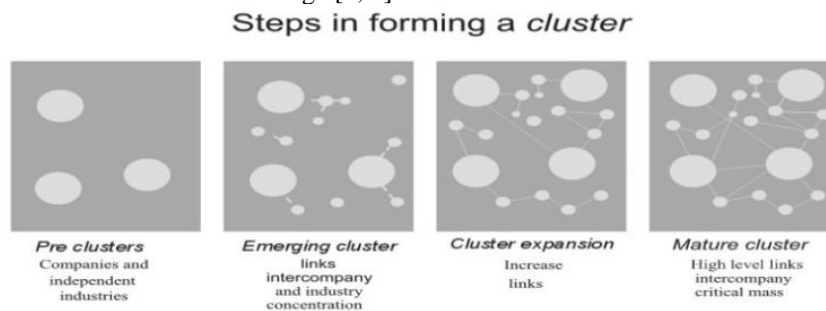 Steps in forming a cluster
Pre clusters
Companies and
independent
industries
Emerging cluster
links
intercompany
and industry
concentration
Cluster expansion
Increase
links
Mature cluster
High level links
intercompany
critical mass